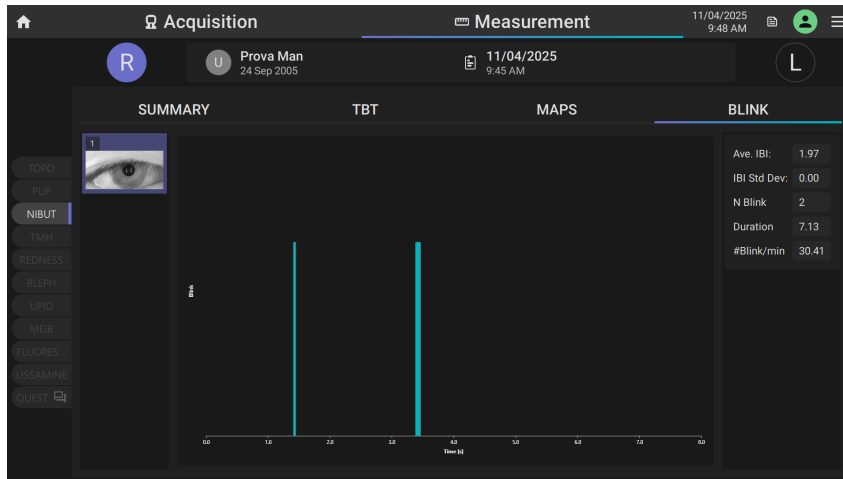 Acquisition
Measurement
11/04/2025
9:48 AM
R
U
Prova Man
24 Sep 2005
11/04/2025
9:45 AM
L
SUMMARY
TBT
MAPS
BLINK
TOPO
PUP
NIBUT
TMH
REDNESS
BLEPH
LIPID
MEIB
FLUORES...
LISSAMINE
QUEST
1
Blink
0.0 1.0 2.0 3.0 4.0 5.0 6.0 7.0 8.0
Time [s]
Ave. IBI: 1.97
IBI Std Dev: 0.00
N Blink 2
Duration 7.13
#Blink/min 30.41